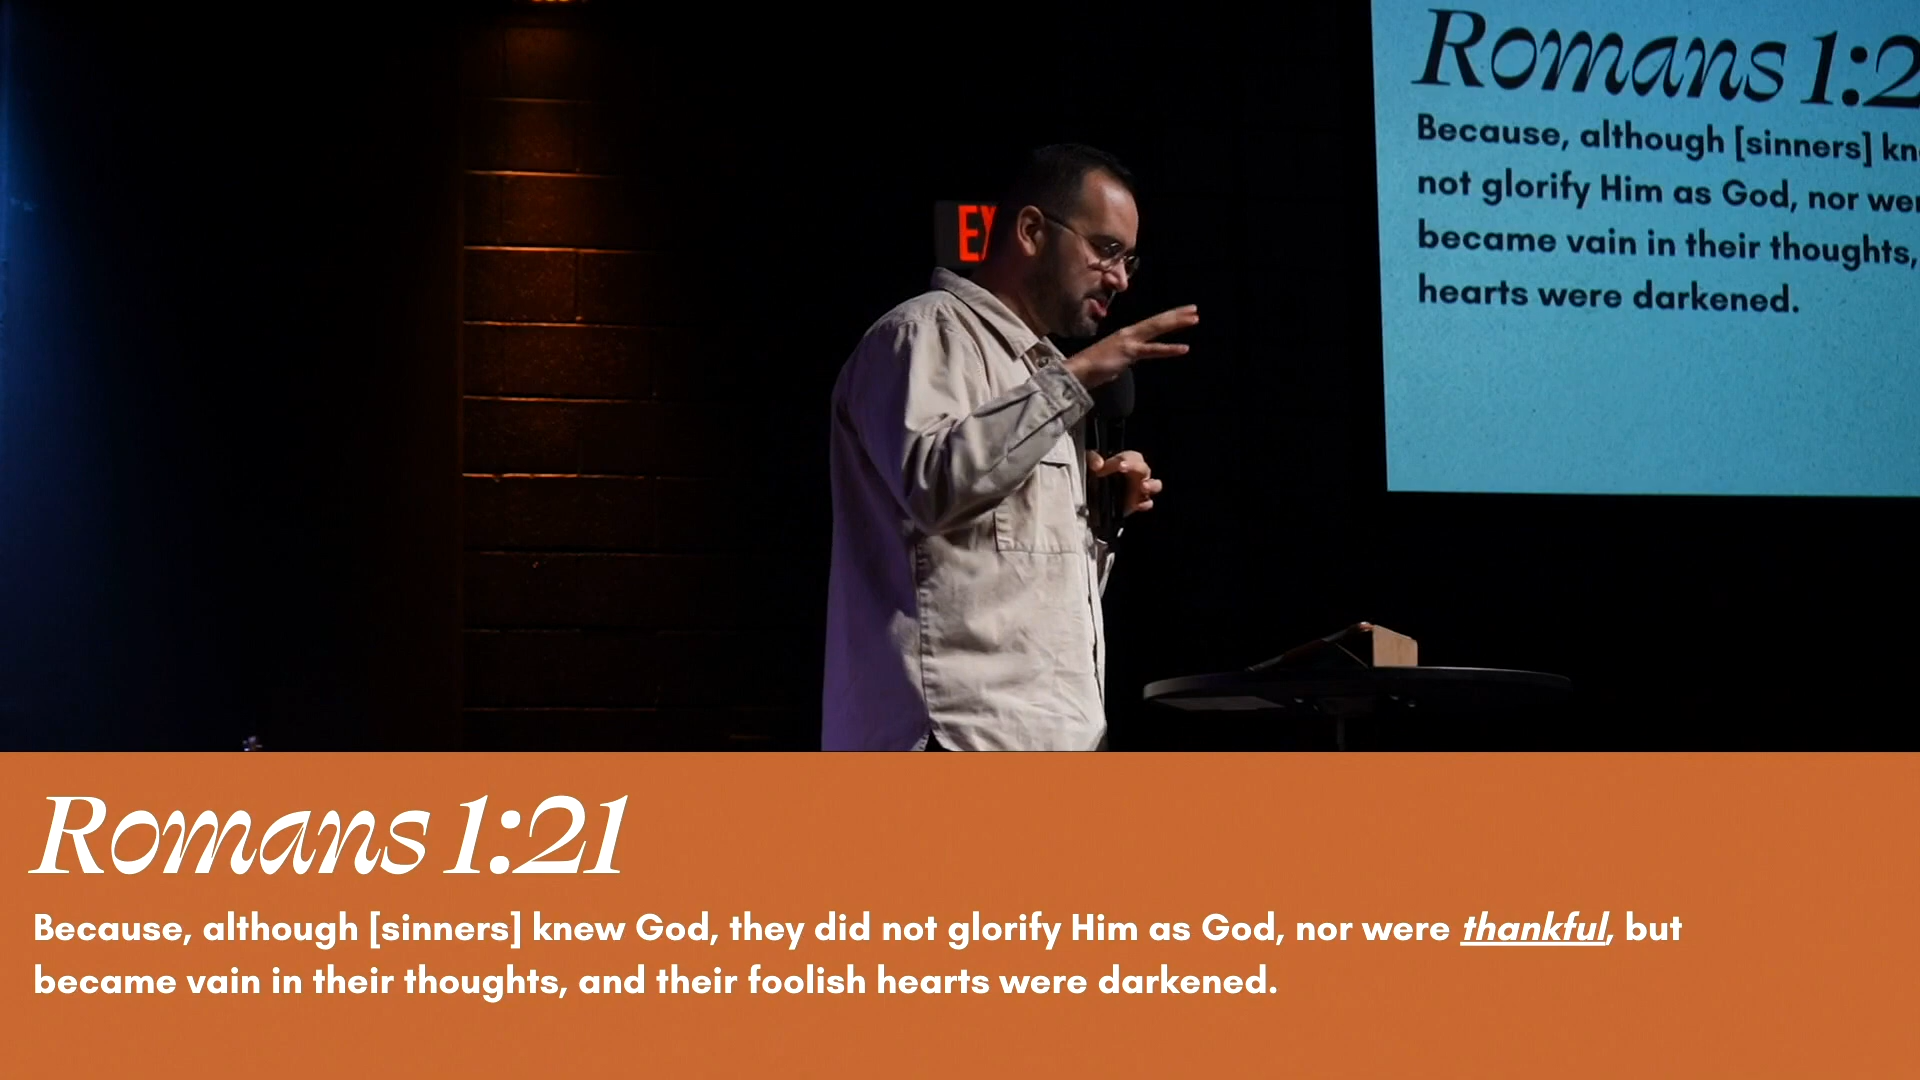 Romans 1:2
Because, although [sinners]
not glorify Him as God, nor
became vain in their thoughts,
hearts were darkened.
Romans 1:21
Because, although [sinners] knew God, they did not glorify Him as God, nor were thankful, but
became vain in their thoughts, and their foolish hearts were darkened.